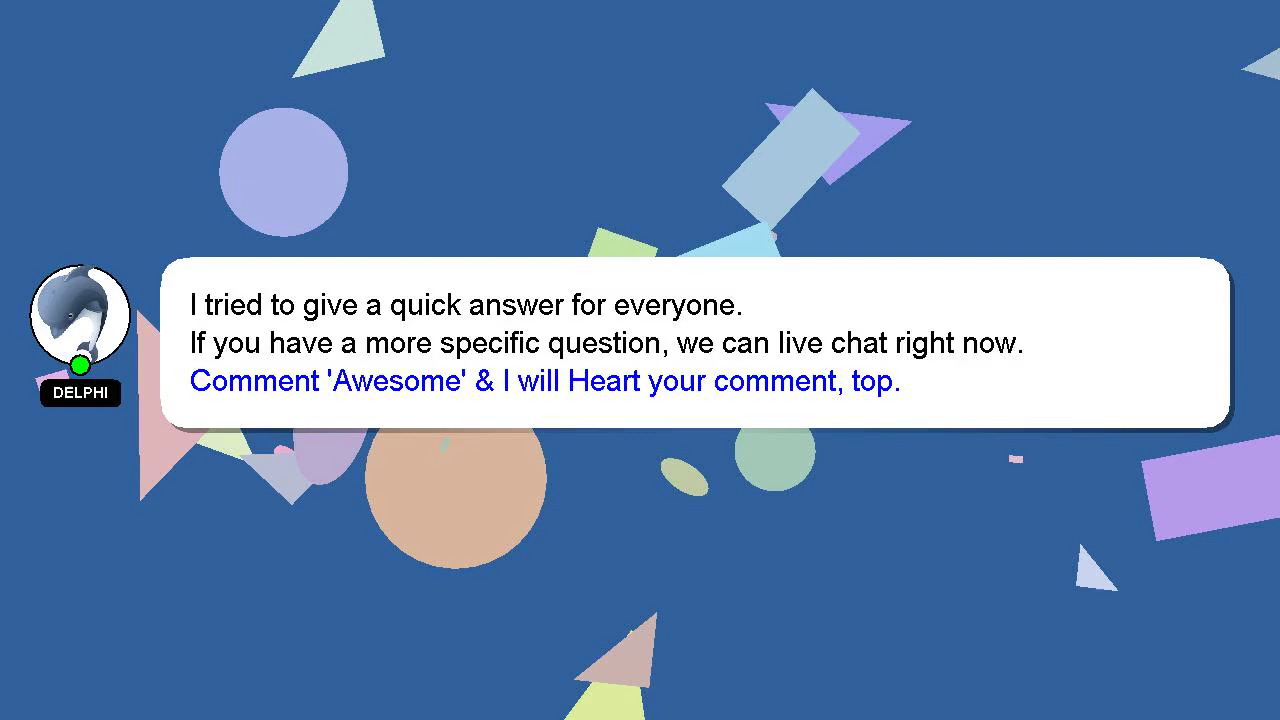 I tried to give a quick answer for everyone.
If you have a more specific question, we can live chat right now.
Comment 'Awesome' & I will Heart your comment, top.
DELPHI